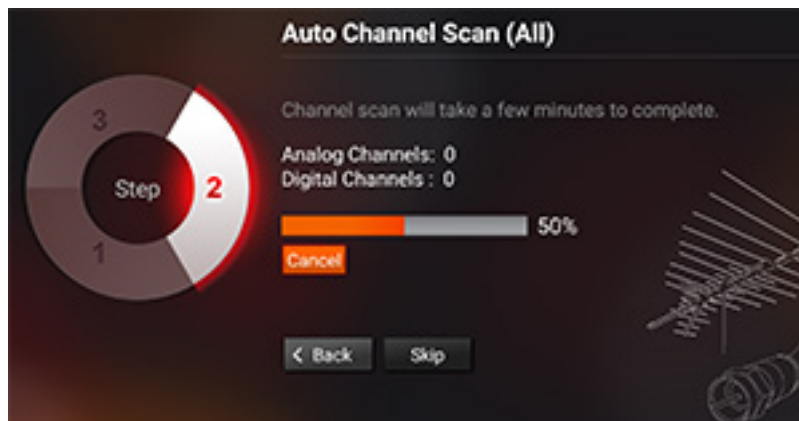 Auto Channel Scan (All)
Channel scan will take a few minutes to complete.
Analog Channels: 0
Digital Channels : 0
50%
Cancel
< Back
Skip
3
Step
2
1